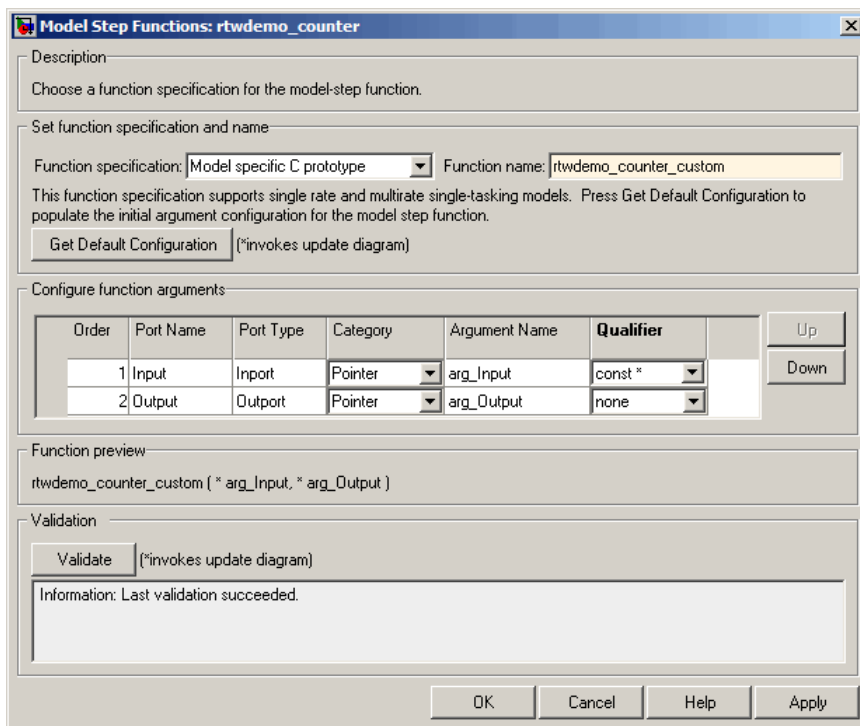 Model Step Functions: rtwdemo_counter
Description
Choose a function specification for the model-step function.
Set function specification and name
Function specification: Model specific C prototype Function name: rtwdemo_counter_custom
This function specification supports single rate and multirate single-tasking models. Press Get Default Configuration to
populate the initial argument configuration for the model step function.
Get Default Configuration (*invokes update diagram)
Configure function arguments
Order Port Name Port Type Category Argument Name Qualifier Up
1 Input Inport Pointer arg_Input const * Down
2 Output Outport Pointer arg_Output none
Function preview
rtwdemo_counter_custom ( * arg_Input, * arg_Output )
Validation
Validate (*invokes update diagram)
Information: Last validation succeeded.
OK Cancel Help Apply